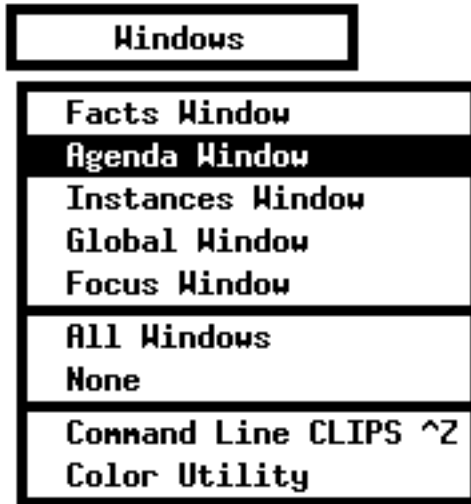 Windows
Facts Window
Agenda Window
Instances Window
Global Window
Focus Window
All Windows
None
Command Line CLIPS ^Z
Color Utility